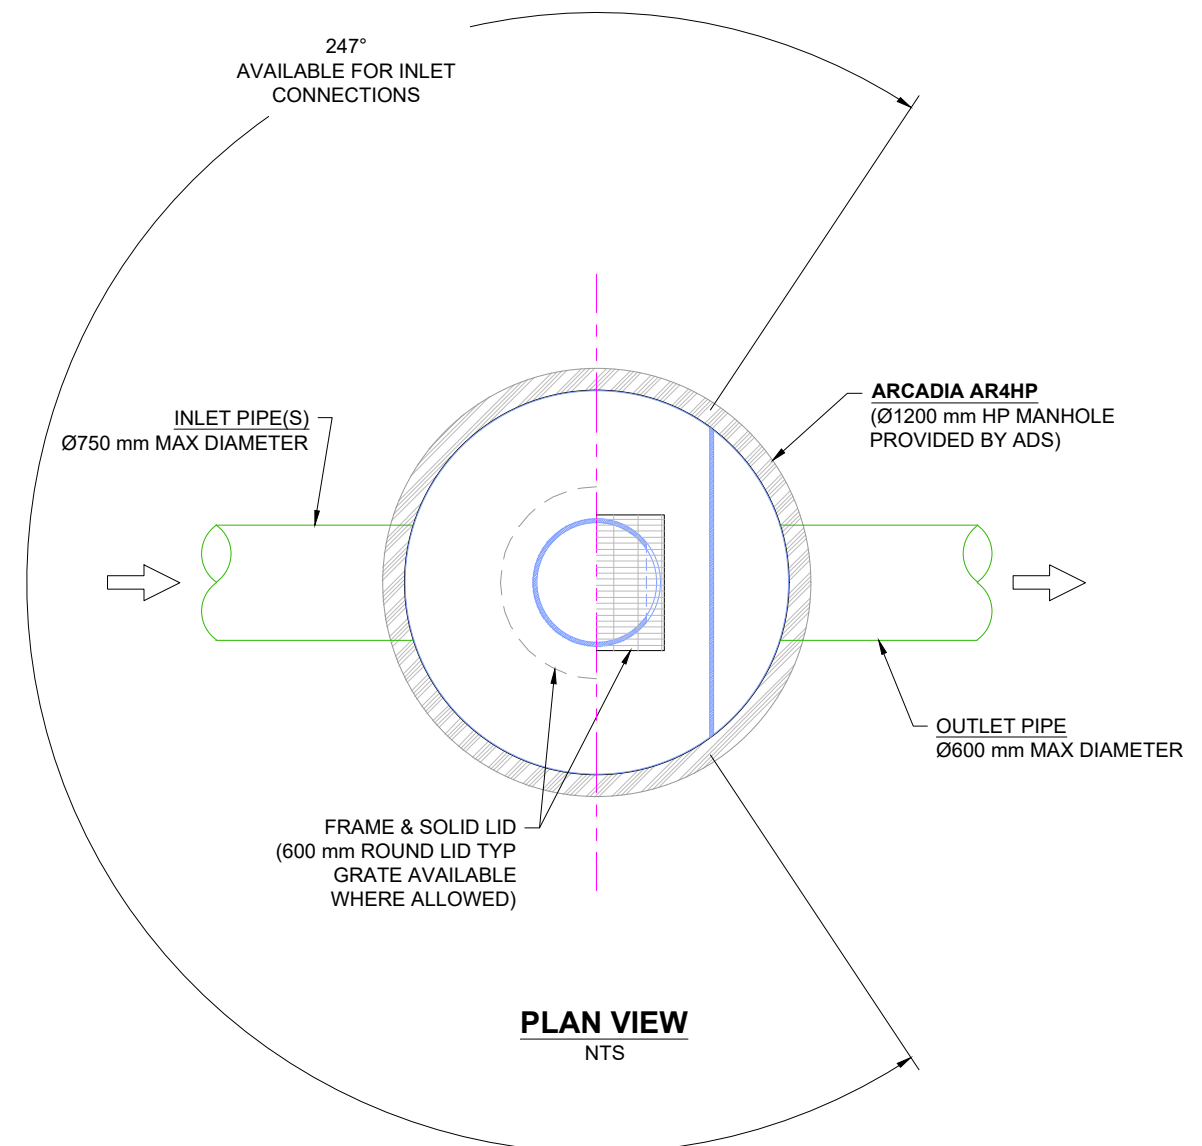 247°
AVAILABLE FOR INLET
CONNECTIONS
ARCADIA AR4HP
(Ø1200 mm HP MANHOLE
PROVIDED BY ADS)
INLET PIPE(S)
Ø750 mm MAX DIAMETER
OUTLET PIPE
Ø600 mm MAX DIAMETER
FRAME & SOLID LID
(600 mm ROUND LID TYP
GRATE AVAILABLE
WHERE ALLOWED)
PLAN VIEW
NTS